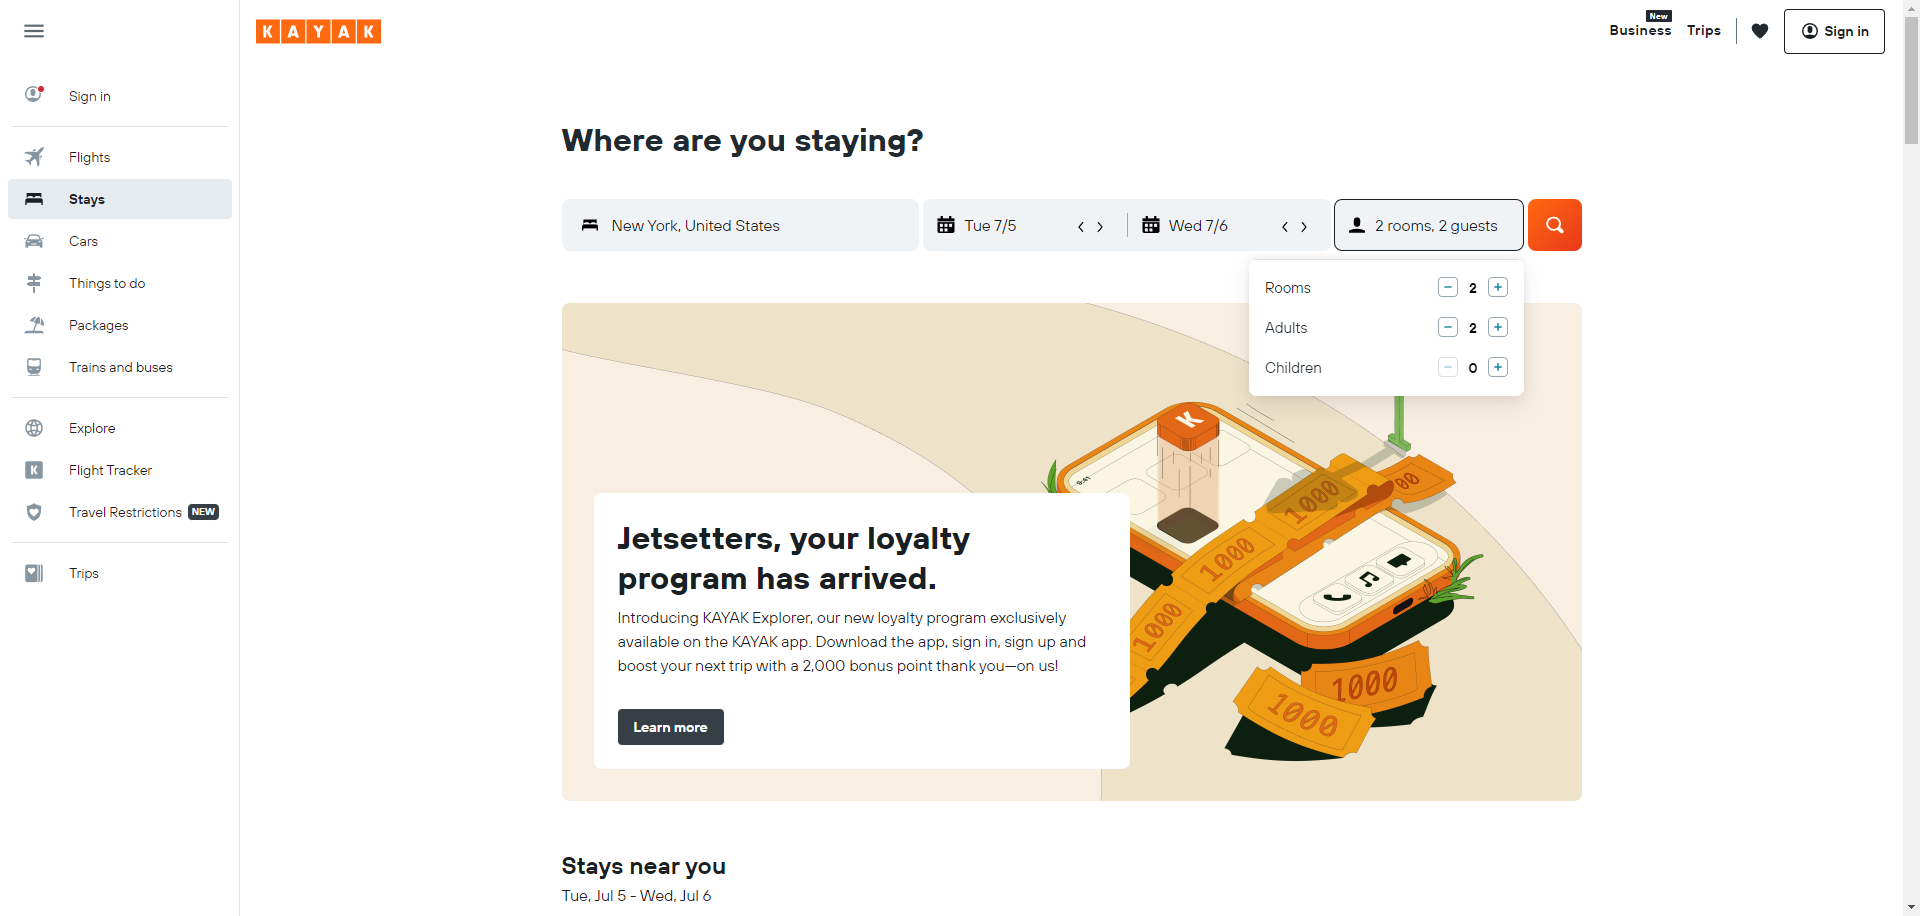 KAYAK
New
Business
Trips
Sign in
Sign in
Flights
Stays
Cars
Things to do
Packages
Trains and buses
Explore
K
Flight Tracker
Travel Restrictions NEW
Trips
Where are you staying?
New York, United States
Tue 7/5
Wed 7/6
2 rooms, 2 guests
Rooms
2
Adults
2
Children
0
K
9:41
1000
00
1000
1000
1000
1000
Jetsetters, your loyalty
program has arrived.
Introducing KAYAK Explorer, our new loyalty program exclusively
available on the KAYAK app. Download the app, sign in, sign up and
boost your next trip with a 2,000 bonus point thank you—on us!
Learn more
Stays near you
Tue, Jul 5 - Wed, Jul 6